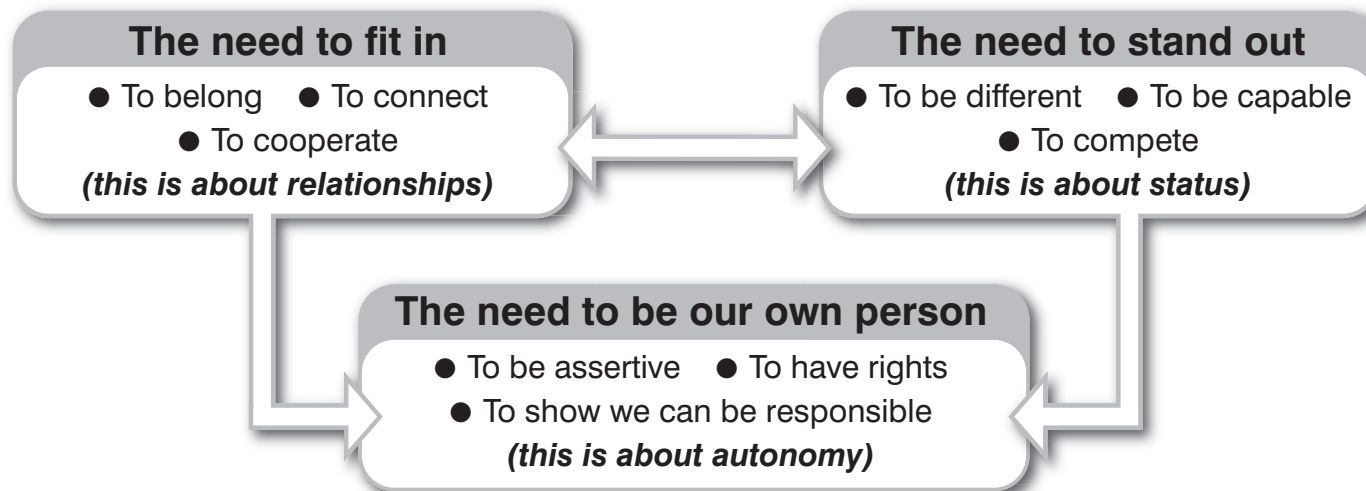 The need to fit in
● To belong ● To connect
● To cooperate
(this is about relationships)
The need to stand out
● To be different ● To be capable
● To compete
(this is about status)
The need to be our own person
● To be assertive ● To have rights
● To show we can be responsible
(this is about autonomy)